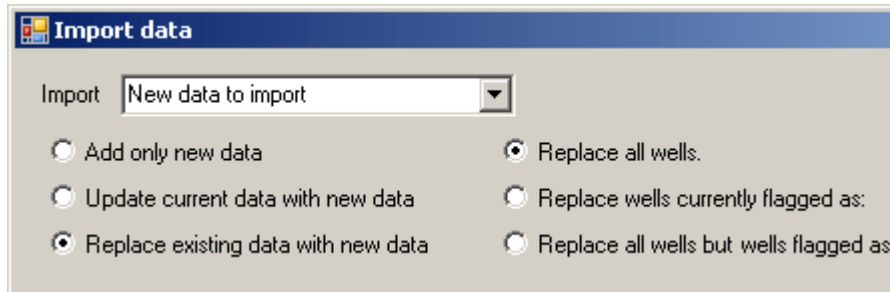 Import data
Import New data to import
Add only new data
Replace all wells.
Update current data with new data
Replace wells currently flagged as:
Replace existing data with new data
Replace all wells but wells flagged as